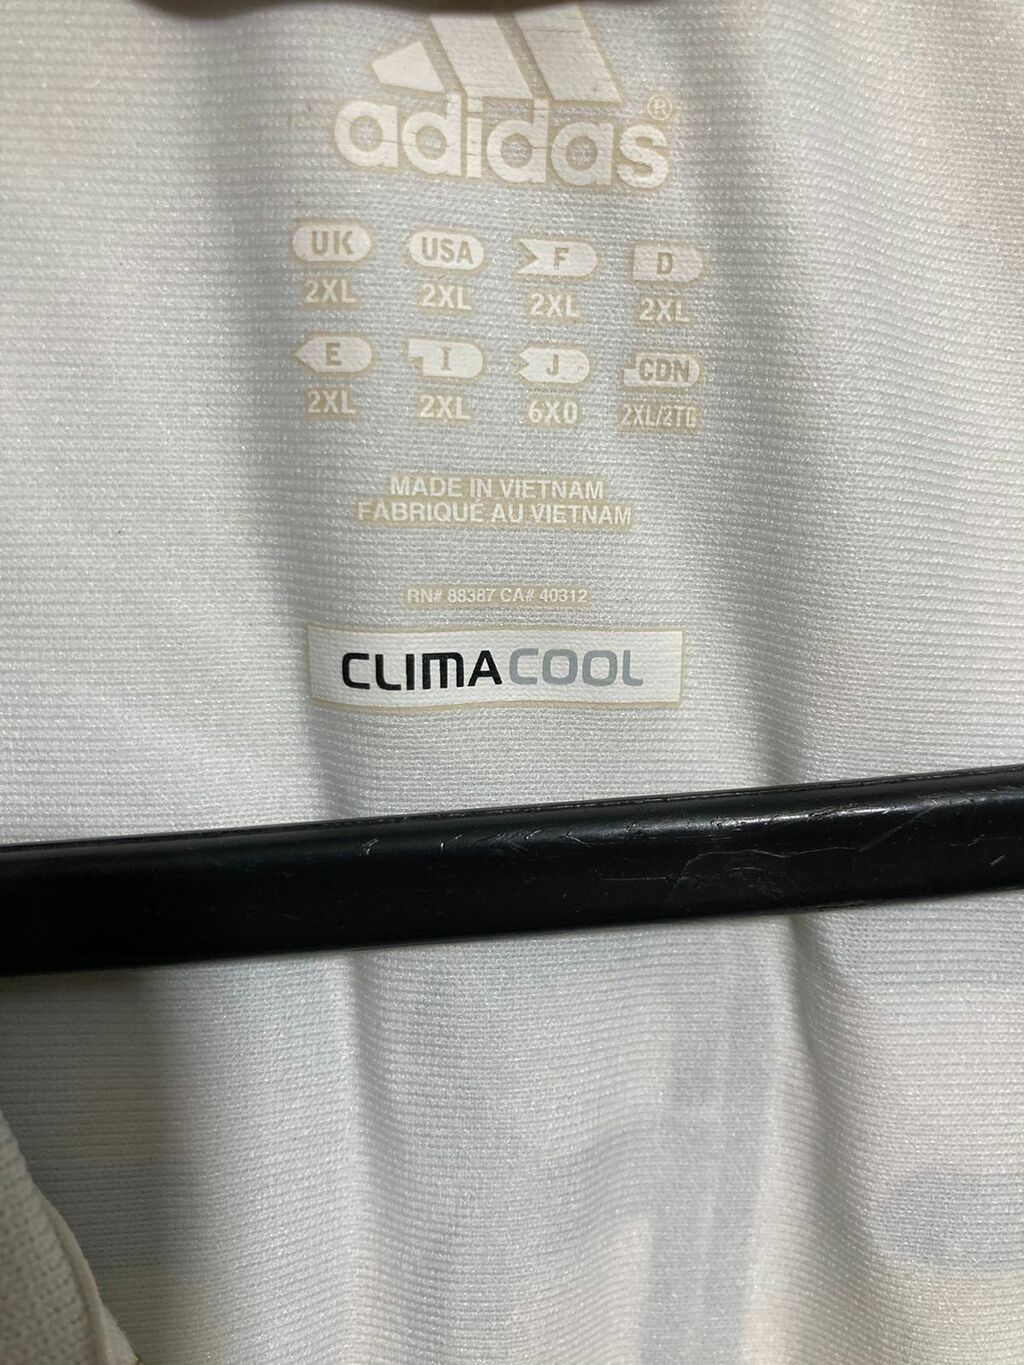 adidas®
UK USA F D
2XL 2XL 2XL 2XL
E I J CDN
2XL 2XL 6XO 2XL/2TG
MADE IN VIETNAM
FABRIQUÉ AU VIETNAM
RN# 88387 CA# 40312
CLIMACOOL